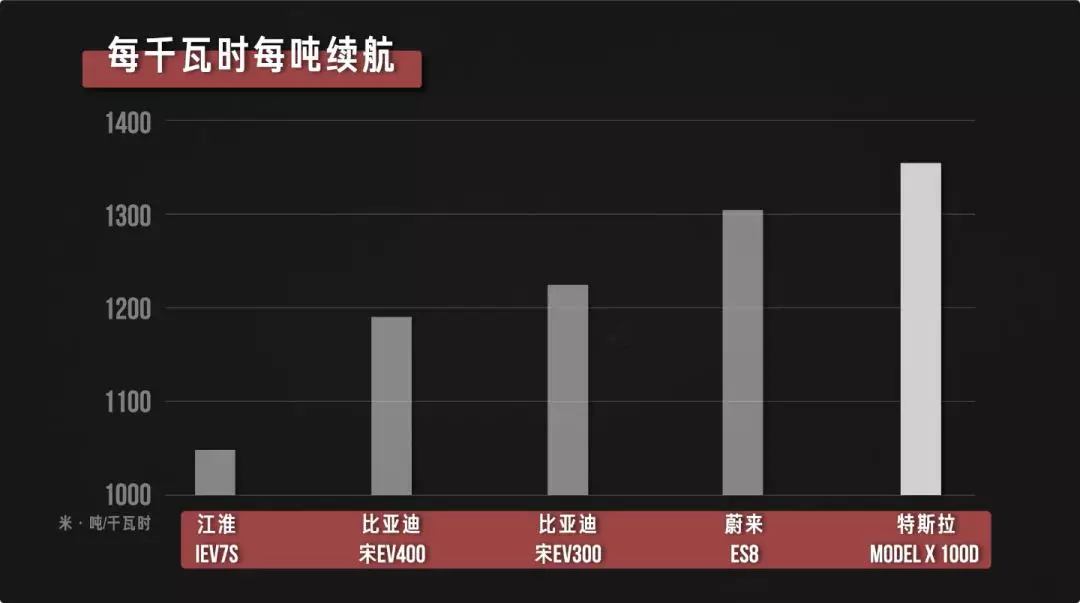 每千瓦时每吨续航
1400
1300
1200
1100
1000
米·吨/千瓦时
江淮
IEV7S
比亚迪
宋EV400
比亚迪
宋EV300
蔚来
ES8
特斯拉
MODEL X 100D